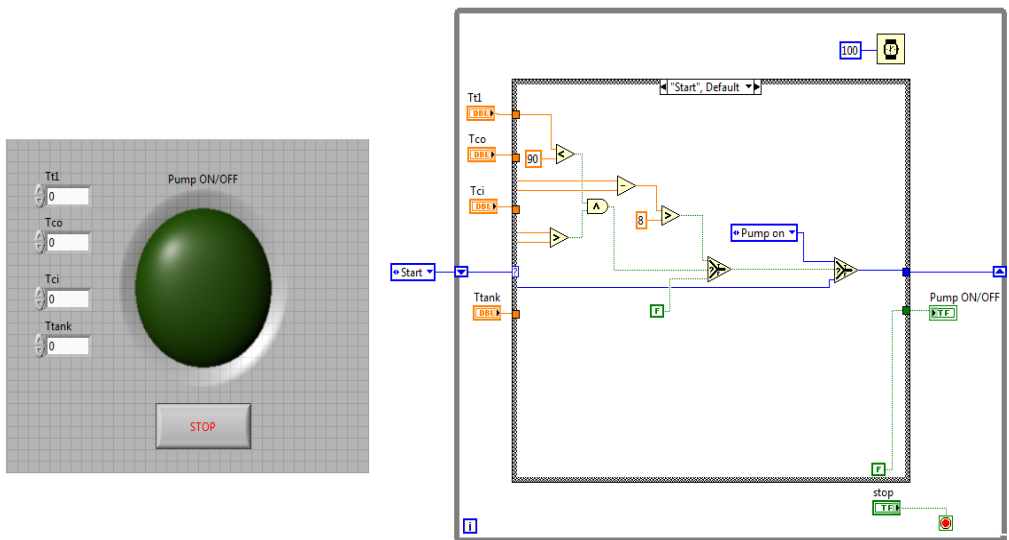 Tt1
0
Tco
0
Tci
0
Ttank
0
Pump ON/OFF
STOP
100
"Start", Default
Tt1
DBL
Tco
DBL
90
Tci
DBL
8
Pump on
Start
?
Ttank
DBL
F
?
T
F
?
T
F
Pump ON/OFF
TF
F
stop
TF
i